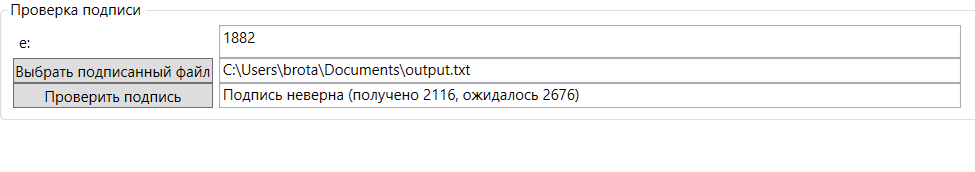 Проверка подписи
e:
1882
Выбрать подписанный файл
C:\Users\brota\Documents\output.txt
Проверить подпись
Подпись неверна (получено 2116, ожидалось 2676)